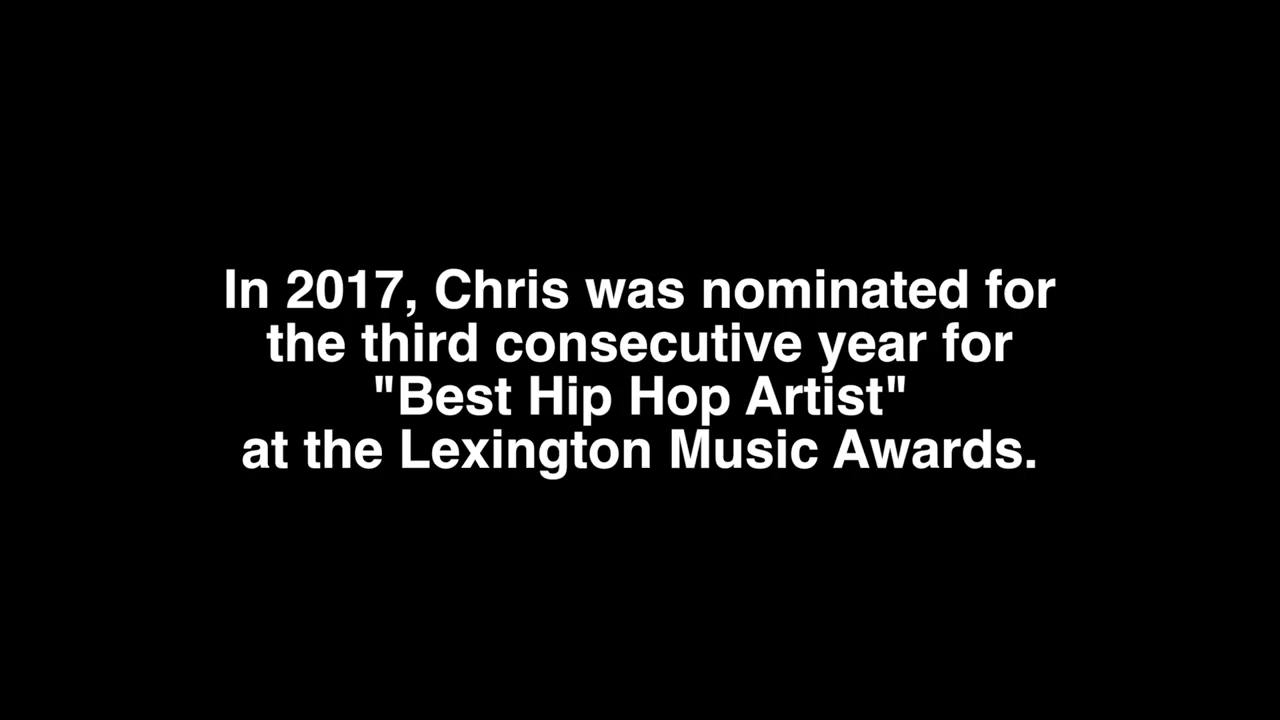 In 2017, Chris was nominated for
the third consecutive year for
"Best Hip Hop Artist"
at the Lexington Music Awards.